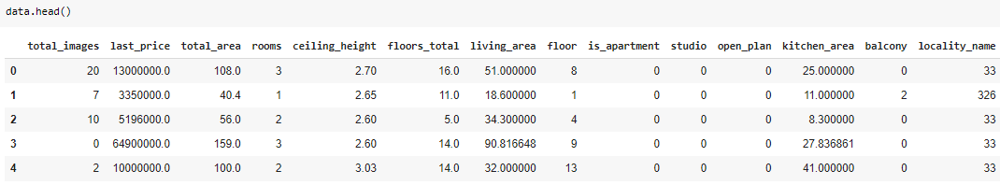 data.head()
total_images last_price total_area rooms ceiling_height floors_total living_area floor is_apartment studio open_plan kitchen_area balcony locality_name
0 20 13000000.0 108.0 3 2.70 16.0 51.000000 8 0 0 0 25.000000 0 33
1 7 3350000.0 40.4 1 2.65 11.0 18.600000 1 0 0 0 11.000000 2 326
2 10 5196000.0 56.0 2 2.60 5.0 34.300000 4 0 0 0 8.300000 0 33
3 0 64900000.0 159.0 3 2.60 14.0 90.816648 9 0 0 0 27.836861 0 33
4 2 10000000.0 100.0 2 3.03 14.0 32.000000 13 0 0 0 41.000000 0 33